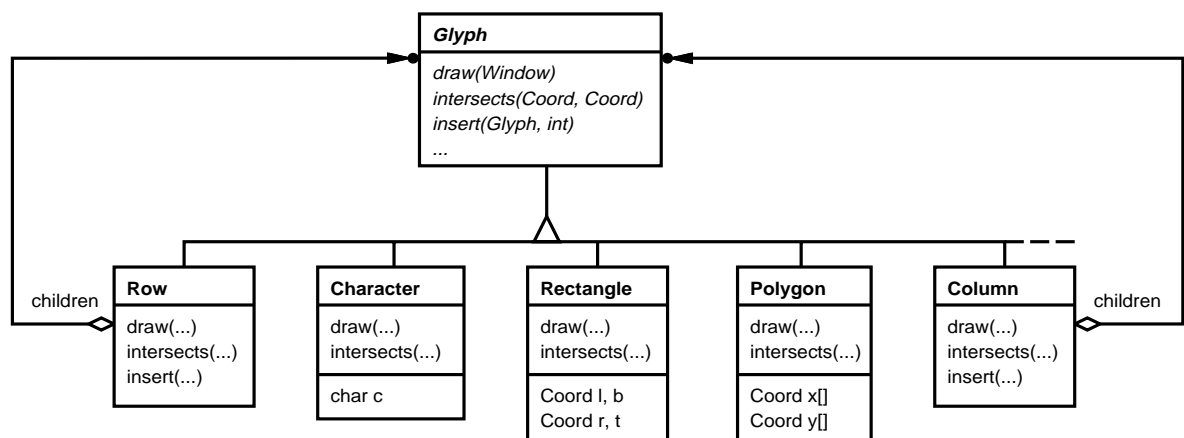 Glyph
draw(Window)
intersects(Coord, Coord)
insert(Glyph, int)
...
children
Row
draw(...)
intersects(...)
insert(...)
Character
draw(...)
intersects(...)
char c
Rectangle
draw(...)
intersects(...)
Coord l, b
Coord r, t
Polygon
draw(...)
intersects(...)
Coord x[]
Coord y[]
Column
draw(...)
intersects(...)
insert(...)
children